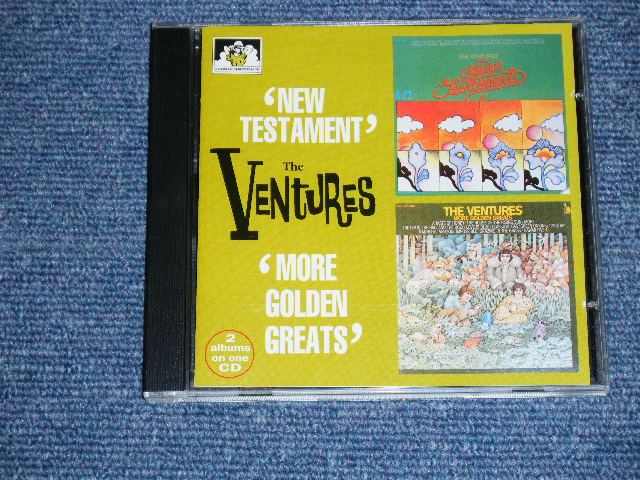 'NEW
TESTAMENT'
The
VENTURES
'MORE
GOLDEN
GREATS'
2
albums
on one
CD
THE VENTURES
THE VENTURES
MORE GOLDEN GREATS